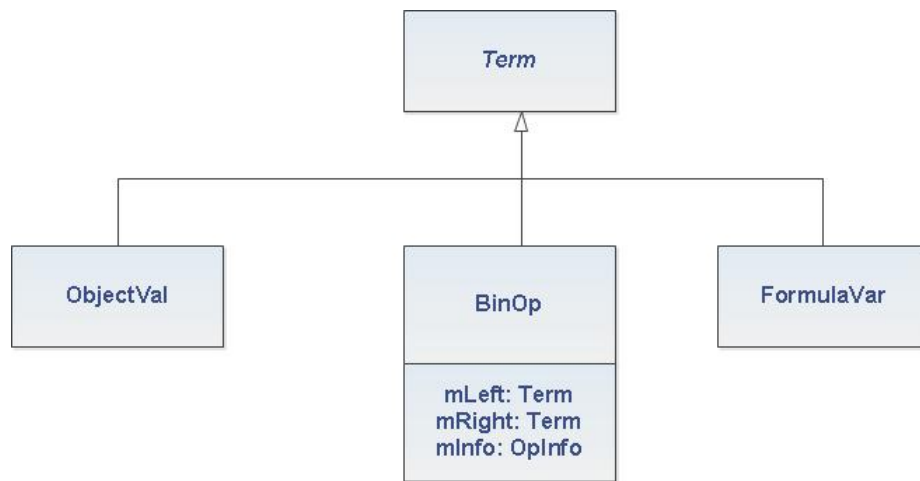 Term
ObjectVal
BinOp
FormulaVar
mLeft: Term
mRight: Term
mInfo: OpInfo